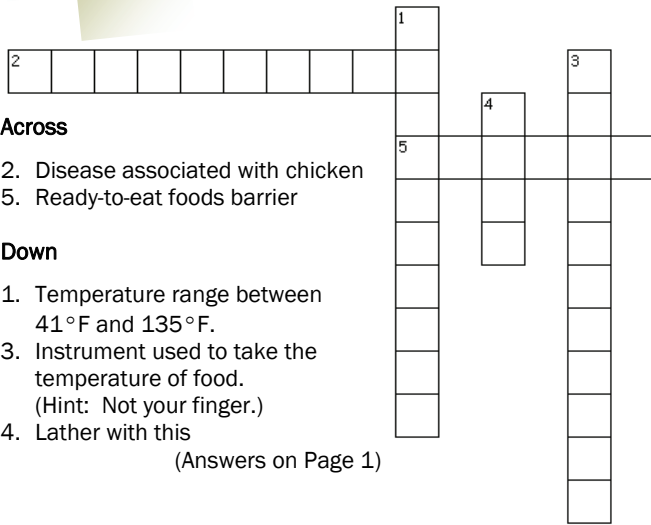 1
2
3
4
5
Across
2. Disease associated with chicken
5. Ready-to-eat foods barrier
Down
1. Temperature range between
41°F and 135°F.
3. Instrument used to take the
temperature of food.
(Hint: Not your finger.)
4. Lather with this
(Answers on Page 1)